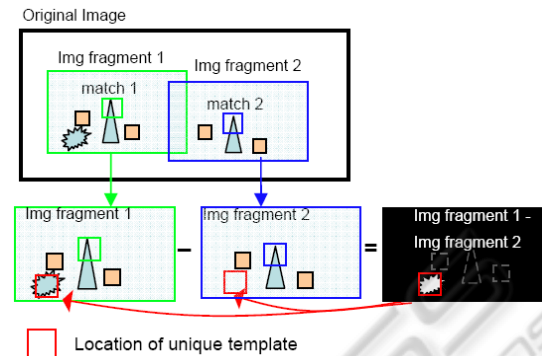 Original Image
Img fragment 1
Img fragment 2
match 1
match 2
Img fragment 1
Img fragment 2
Img fragment 1 -
Img fragment 2
– =
Location of unique template